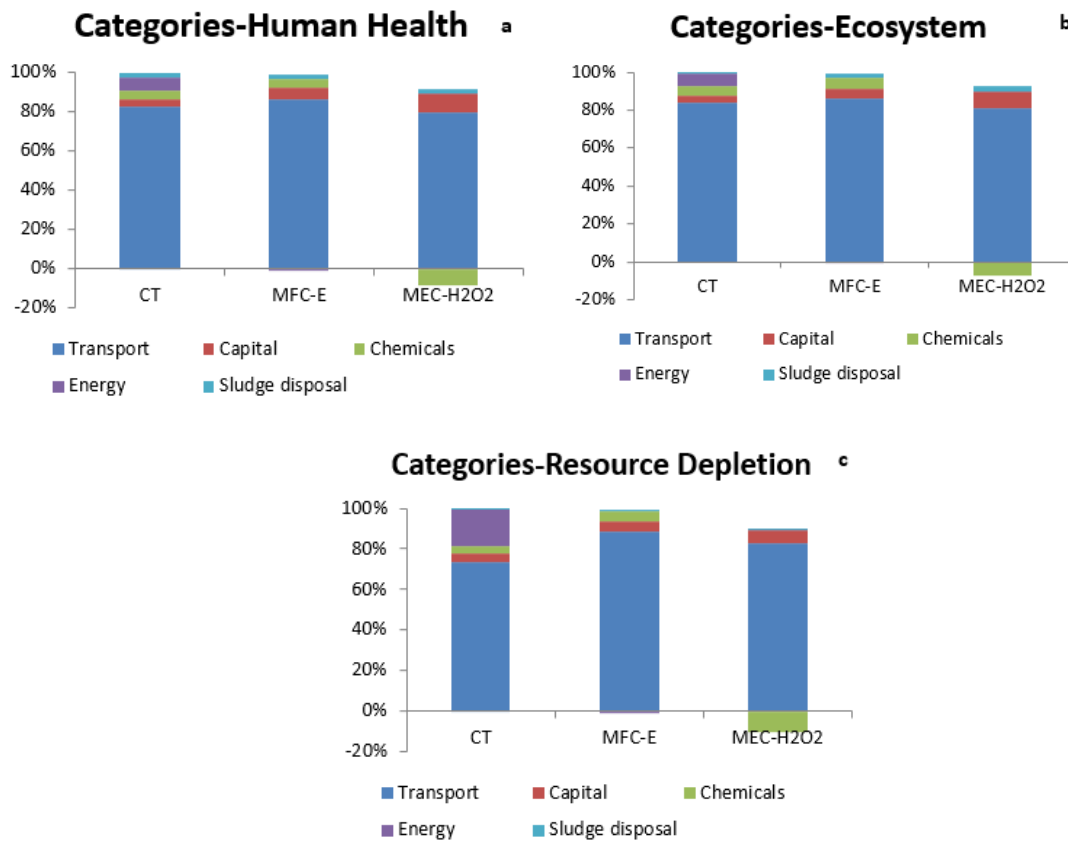 Categories-Human Health a
100%
80%
60%
40%
20%
0%
-20%
CT MFC-E MEC-H2O2
Transport Capital Chemicals
Energy Sludge disposal
Categories-Ecosystem b
100%
80%
60%
40%
20%
0%
-20%
CT MFC-E MEC-H2O2
Transport Capital Chemicals
Energy Sludge disposal
Categories-Resource Depletion c
100%
80%
60%
40%
20%
0%
-20%
CT MFC-E MEC-H2O2
Transport Capital Chemicals
Energy Sludge disposal